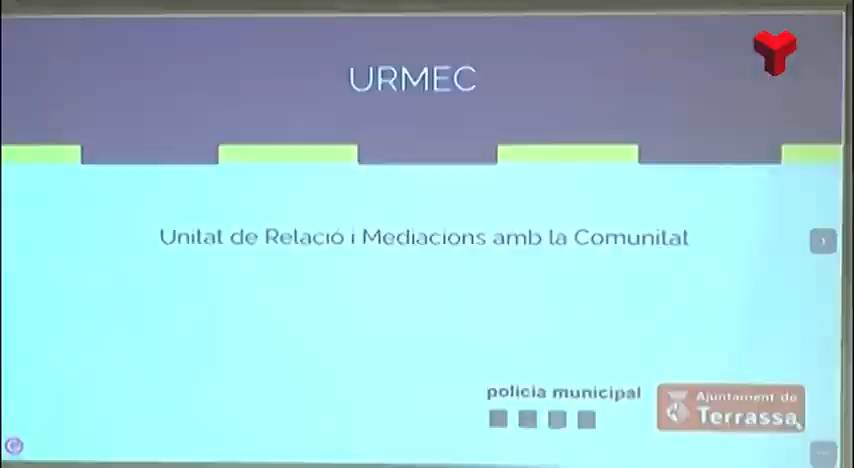 URMEC
Unitat de Relació i Mediacions amb la Comunitat
policia municipal
Ajuntament de
Terrassa